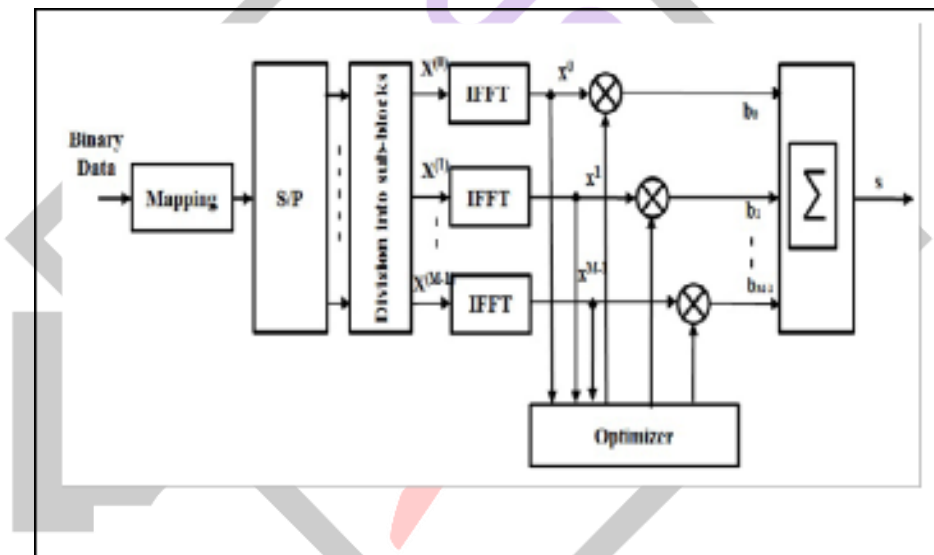 Binary
Data
Mapping
S/P
Division into sub-blocks
X⁽⁰⁾
IFFT
x⁰
b₀
X⁽¹⁾
IFFT
x¹
b₁
X⁽ᴹ⁻¹⁾
IFFT
xᴹ⁻¹
b_M-1
∑
s
Optimizer